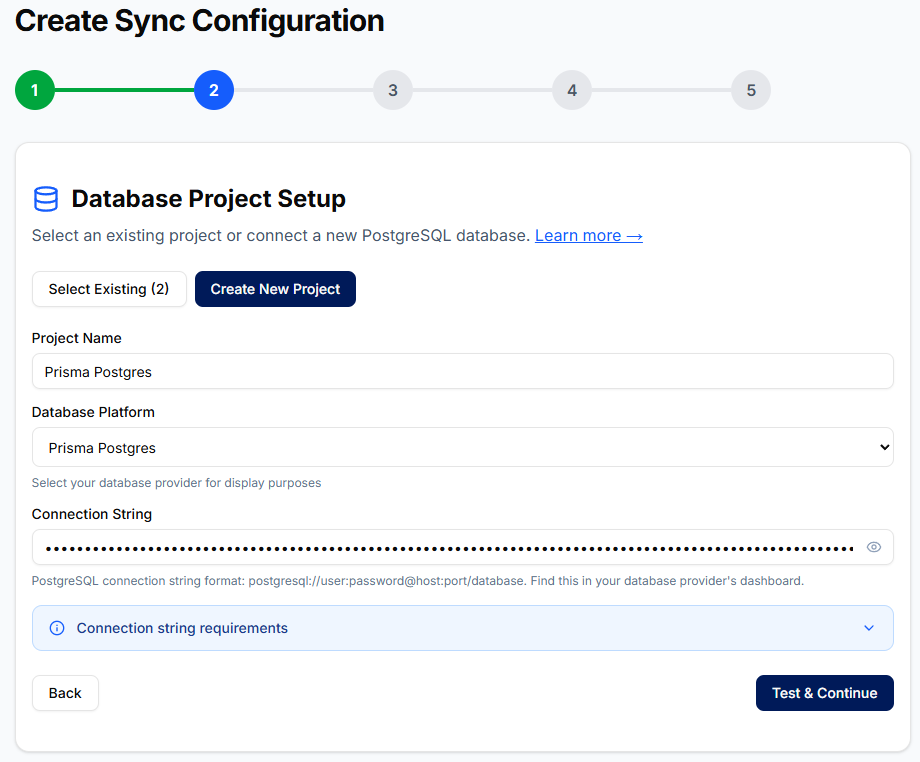 Create Sync Configuration
1 2 3 4 5
Database Project Setup
Select an existing project or connect a new PostgreSQL database. Learn more →
Select Existing (2) Create New Project
Project Name
Prisma Postgres
Database Platform
Prisma Postgres
Select your database provider for display purposes
Connection String
PostgreSQL connection string format: postgresql://user:password@host:port/database. Find this in your database provider's dashboard.
Connection string requirements
Back Test & Continue